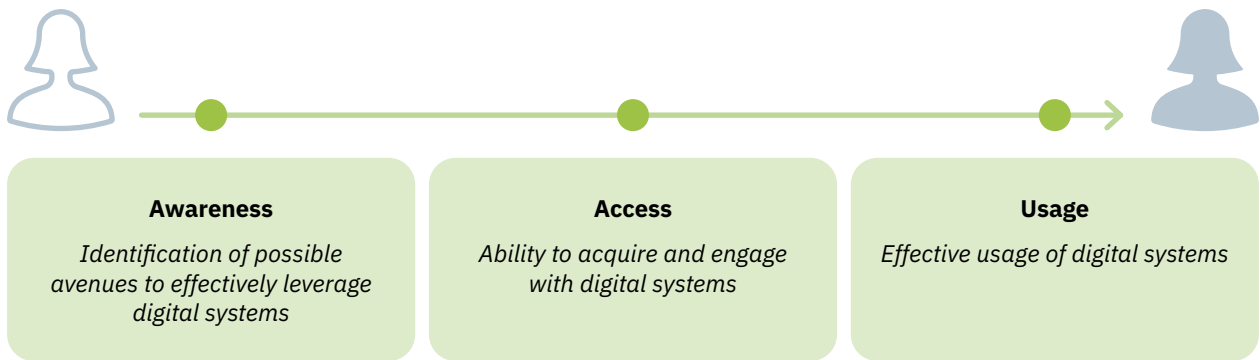 Awareness
Identification of possible
avenues to effectively leverage
digital systems
Access
Ability to acquire and engage
with digital systems
Usage
Effective usage of digital systems